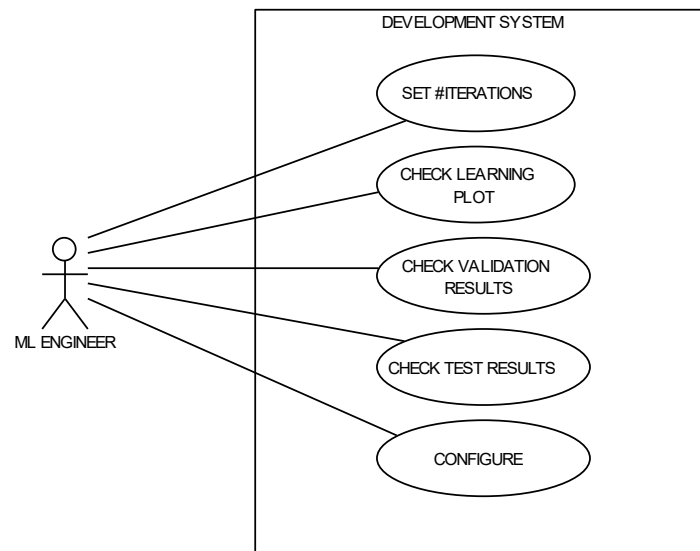 DEVELOPMENT SYSTEM
SET #ITERATIONS
CHECK LEARNING
PLOT
CHECK VALIDATION
RESULTS
ML ENGINEER
CHECK TEST RESULTS
CONFIGURE